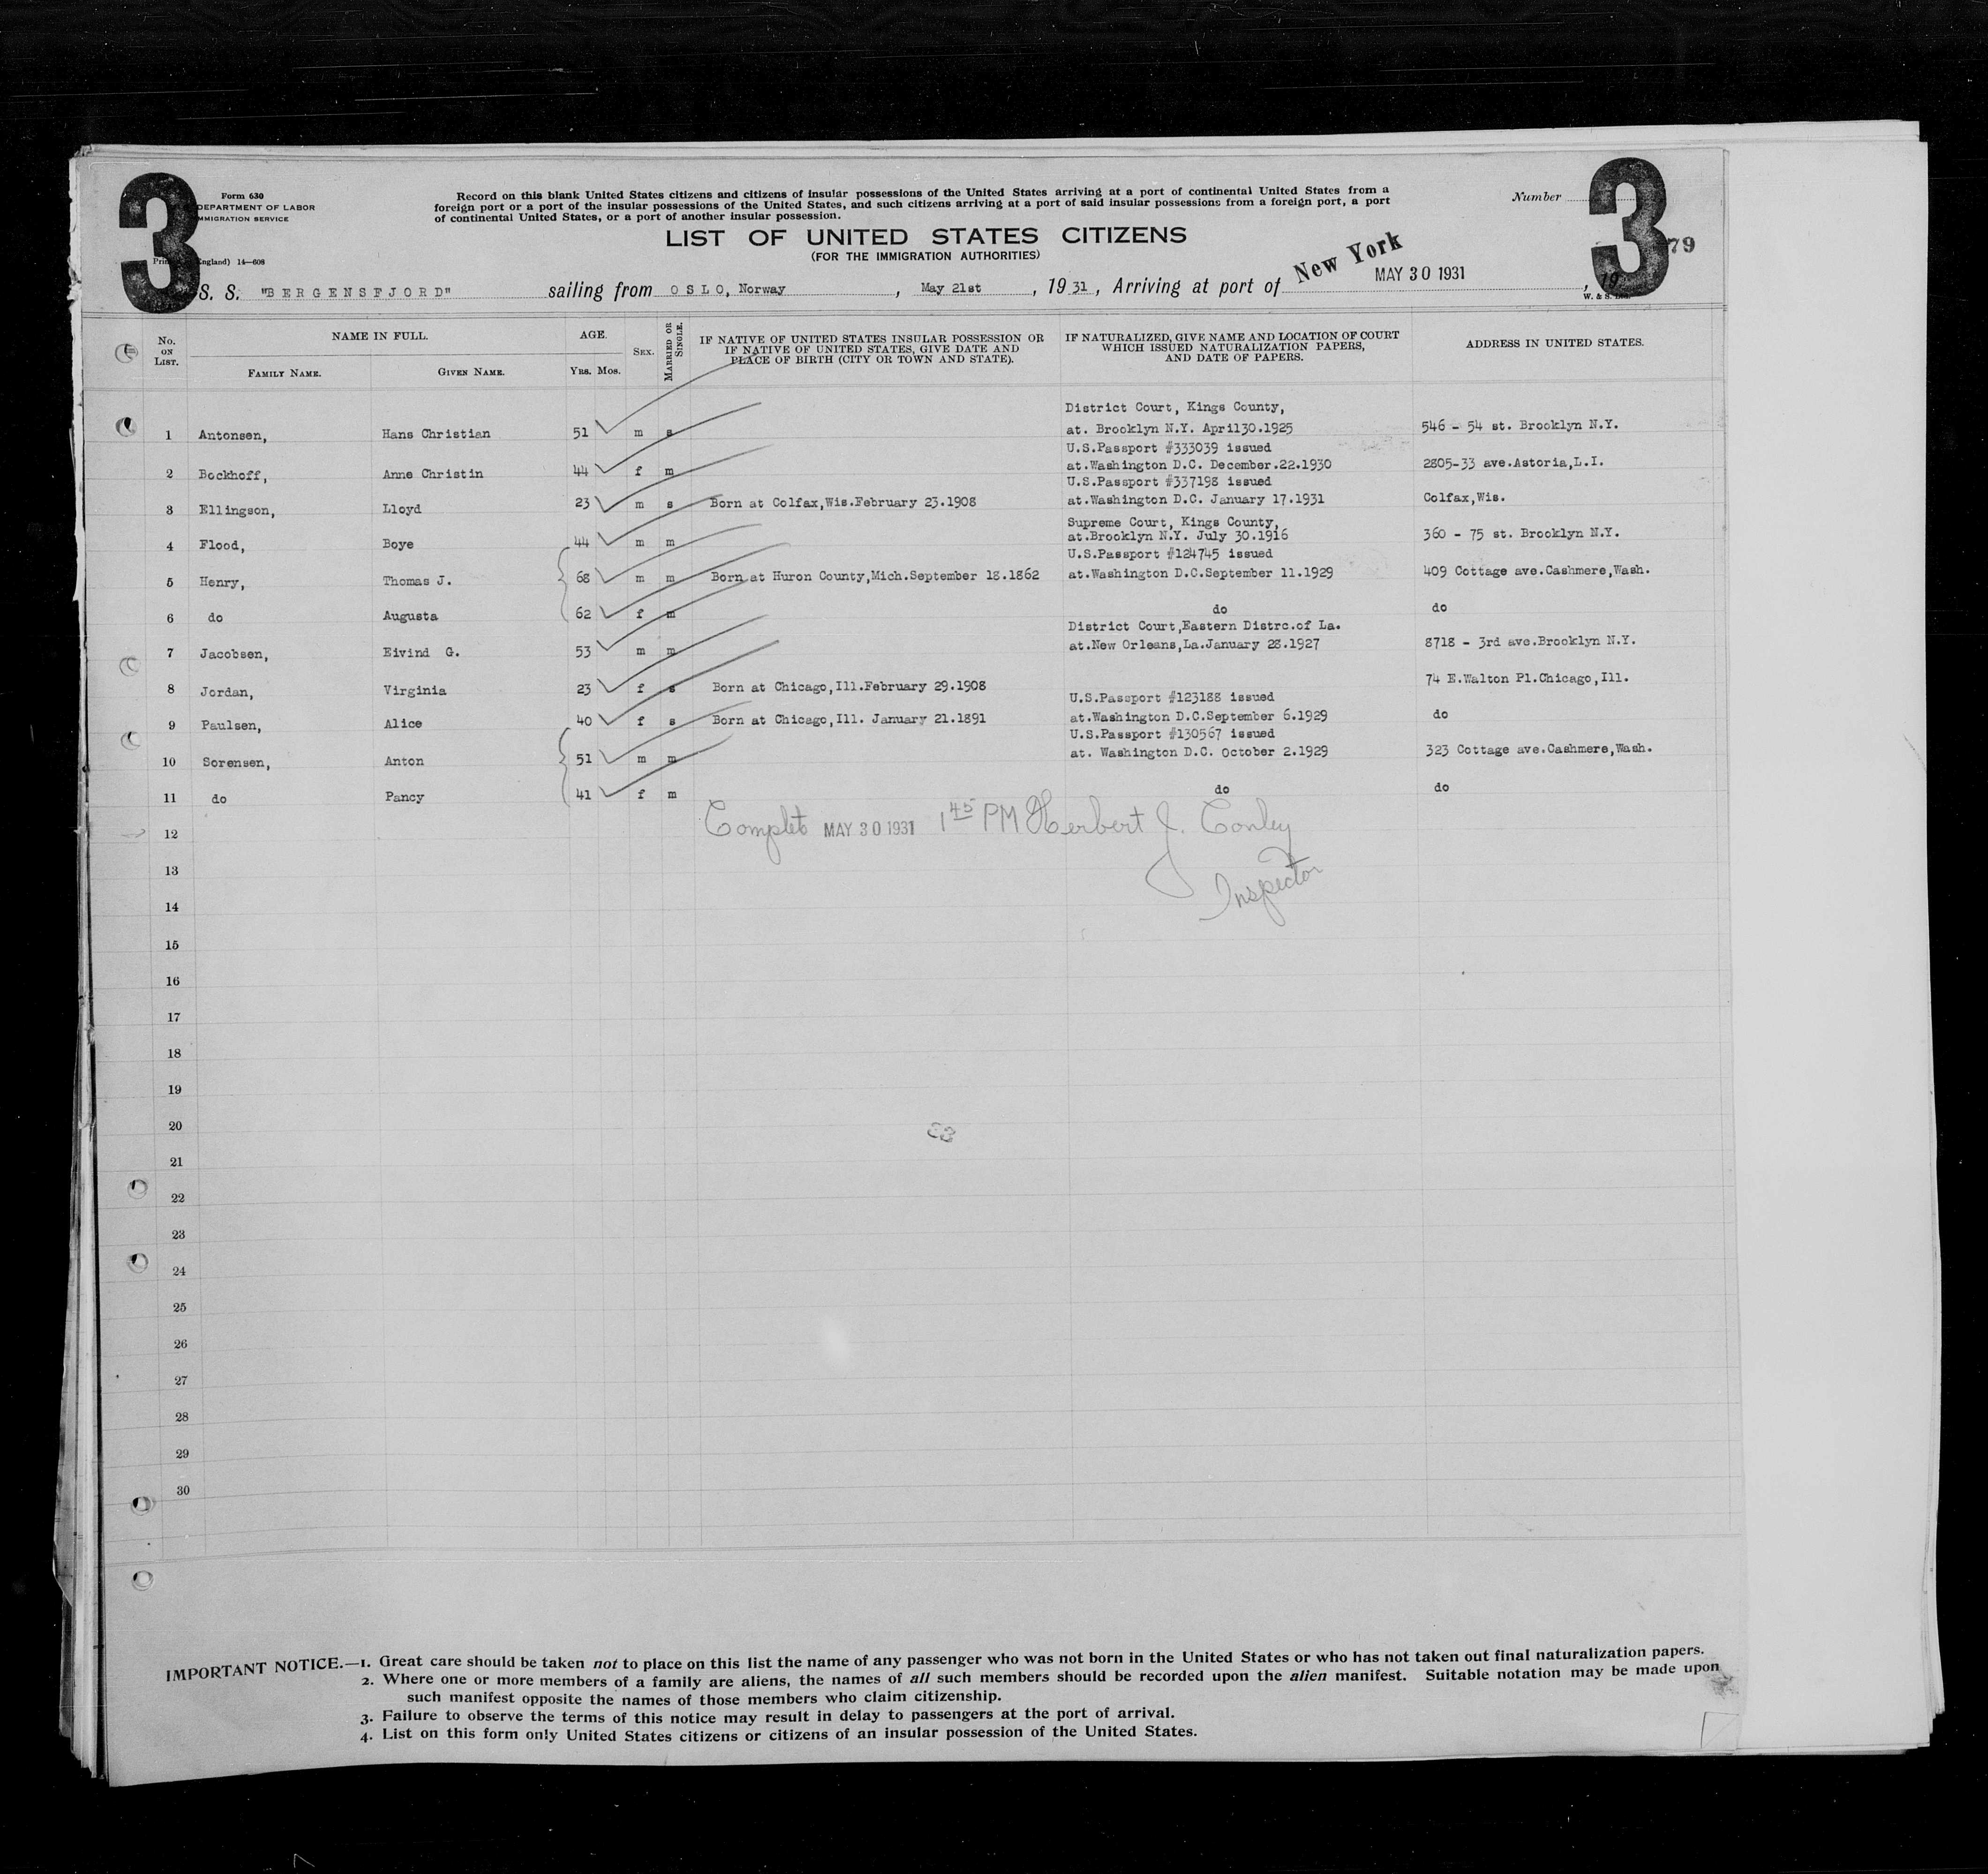 3
Form 630
DEPARTMENT OF LABOR
IMMIGRATION SERVICE
Record on this blank United States citizens and citizens of insular possessions of the United States arriving at a port of continental United States from a
foreign port or a port of the insular possessions of the United States, and such citizens arriving at a port of said insular possessions from a foreign port, a port
of continental United States, or a port of another insular possession.
Number
3
79
LIST OF UNITED STATES CITIZENS
(FOR THE IMMIGRATION AUTHORITIES)
England) 14—608
S. S. "BERGENSFJORD" sailing from OSLO, Norway, May 21st, 1931, Arriving at port of New York MAY 30 1931, 19
W. & S. Ltd.
No. ON LIST. NAME IN FULL. FAMILY NAME. GIVEN NAME. AGE. YRS. MOS. SEX. MARRIED OR SINGLE. IF NATIVE OF UNITED STATES INSULAR POSSESSION OR IF NATIVE OF UNITED STATES, GIVE DATE AND PLACE OF BIRTH (CITY OR TOWN AND STATE). IF NATURALIZED, GIVE NAME AND LOCATION OF COURT WHICH ISSUED NATURALIZATION PAPERS, AND DATE OF PAPERS. ADDRESS IN UNITED STATES.
District Court, Kings County,
1 Antonsen, Hans Christian 51 m s at. Brooklyn N.Y. April30.1925 546 - 54 st. Brooklyn N.Y.
U.S.Passport #333039 issued
2 Bockhoff, Anne Christin 44 f m at.Washington D.C. December.22.1930 2805-33 ave.Astoria,L.I.
U.S.Passport #337198 issued
3 Ellingson, Lloyd 23 m s Born at Colfax,Wis.February 23.1908 at.Washington D.C. January 17.1931 Colfax,Wis.
Supreme Court, Kings County,
4 Flood, Boye 44 m m at.Brooklyn N.Y. July 30.1916 360 - 75 st. Brooklyn N.Y.
U.S.Passport #124745 issued
5 Henry, Thomas J. 68 m m Born at Huron County,Mich.September 18.1862 at.Washington D.C.September 11.1929 409 Cottage ave.Cashmere,Wash.
6 do Augusta 62 f m do do
District Court,Eastern Distrc.of La.
7 Jacobsen, Eivind G. 53 m m at.New Orleans,La.January 28.1927 8718 - 3rd ave.Brooklyn N.Y.
8 Jordan, Virginia 23 f s Born at Chicago,Ill.February 29.1908 74 E.Walton Pl.Chicago,Ill.
U.S.Passport #123188 issued
9 Paulsen, Alice 40 f s Born at Chicago,Ill. January 21.1891 at.Washington D.C.September 6.1929 do
U.S.Passport #130567 issued
10 Sorensen, Anton 51 m m at. Washington D.C. October 2.1929 323 Cottage ave.Cashmere,Wash.
11 do Pancy 41 f m do do
12 Complete MAY 30 1931 1 45 PM Herbert J. Conley
13 Inspector
14
15
16
17
18
19
20
21
22
23
24
25
26
27
28
29
30
IMPORTANT NOTICE.—1. Great care should be taken not to place on this list the name of any passenger who was not born in the United States or who has not taken out final naturalization papers.
2. Where one or more members of a family are aliens, the names of all such members should be recorded upon the alien manifest. Suitable notation may be made upon
such manifest opposite the names of those members who claim citizenship.
3. Failure to observe the terms of this notice may result in delay to passengers at the port of arrival.
4. List on this form only United States citizens or citizens of an insular possession of the United States.